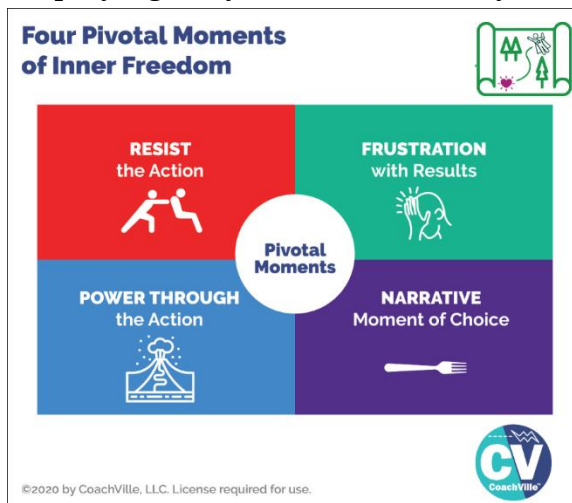 Four Pivotal Moments
of Inner Freedom
RESIST
the Action
FRUSTRATION
with Results
Pivotal
Moments
POWER THROUGH
the Action
NARRATIVE
Moment of Choice
©2020 by CoachVille, LLC. License required for use.
CV
CoachVille